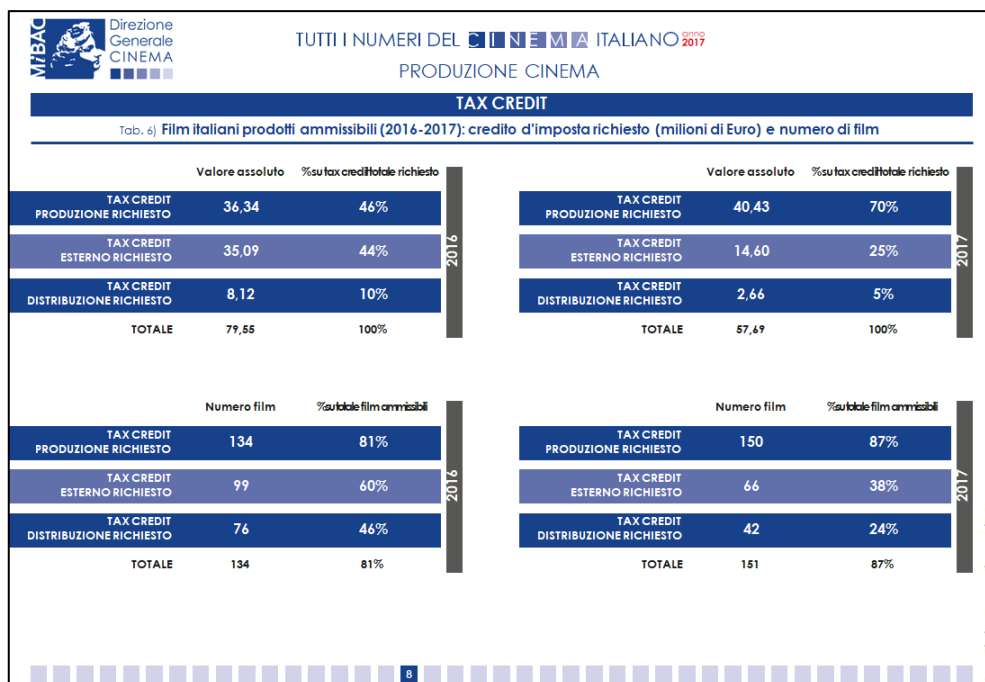 MiBAC
Direzione
Generale
CINEMA
TUTTI I NUMERI DEL CINEMA ITALIANO anno 2017
PRODUZIONE CINEMA
TAX CREDIT
Tab. 6) Film italiani prodotti ammissibili (2016-2017): credito d'imposta richiesto (milioni di Euro) e numero di film
Valore assoluto % su tax credit totale richiesto
TAX CREDIT
PRODUZIONE RICHIESTO 36,34 46%
TAX CREDIT
ESTERNO RICHIESTO 35,09 44%
TAX CREDIT
DISTRIBUZIONE RICHIESTO 8,12 10%
TOTALE 79,55 100%
2016
Valore assoluto % su tax credit totale richiesto
TAX CREDIT
PRODUZIONE RICHIESTO 40,43 70%
TAX CREDIT
ESTERNO RICHIESTO 14,60 25%
TAX CREDIT
DISTRIBUZIONE RICHIESTO 2,66 5%
TOTALE 57,69 100%
2017
Numero film % su totale film ammissibili
TAX CREDIT
PRODUZIONE RICHIESTO 134 81%
TAX CREDIT
ESTERNO RICHIESTO 99 60%
TAX CREDIT
DISTRIBUZIONE RICHIESTO 76 46%
TOTALE 134 81%
2016
Numero film % su totale film ammissibili
TAX CREDIT
PRODUZIONE RICHIESTO 150 87%
TAX CREDIT
ESTERNO RICHIESTO 66 38%
TAX CREDIT
DISTRIBUZIONE RICHIESTO 42 24%
TOTALE 151 87%
2017
8